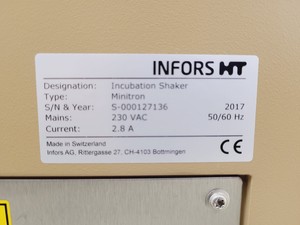 INFORS HT
Designation: Incubation Shaker
Type: Minitron
S/N & Year: S-000127136 2017
Mains: 230 VAC 50/60 Hz
Current: 2.8 A
Made in Switzerland
Infors AG, Rittergasse 27, CH-4103 Bottmingen
CE